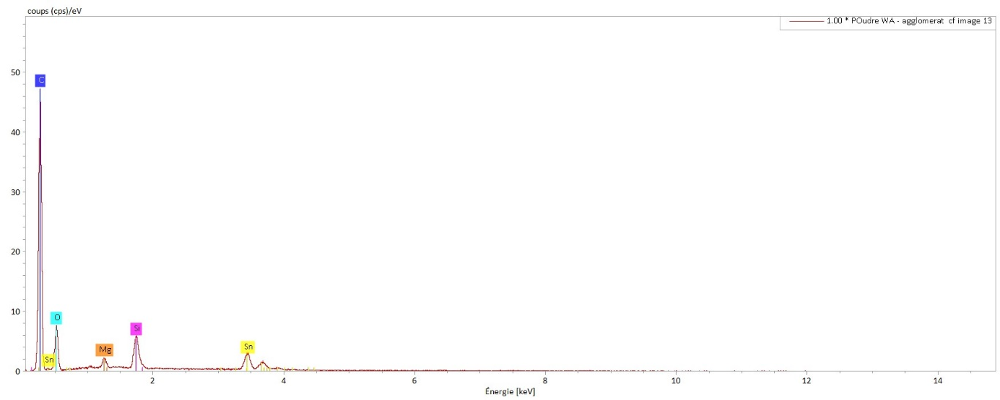 coups (cps)/eV
1.00 * POudre WA - agglomerat cf image 13
50
C
40
30
20
10
O
Si
Mg
Sn
Sn
0
2
4
6
8
10
12
14
Énergie [keV]